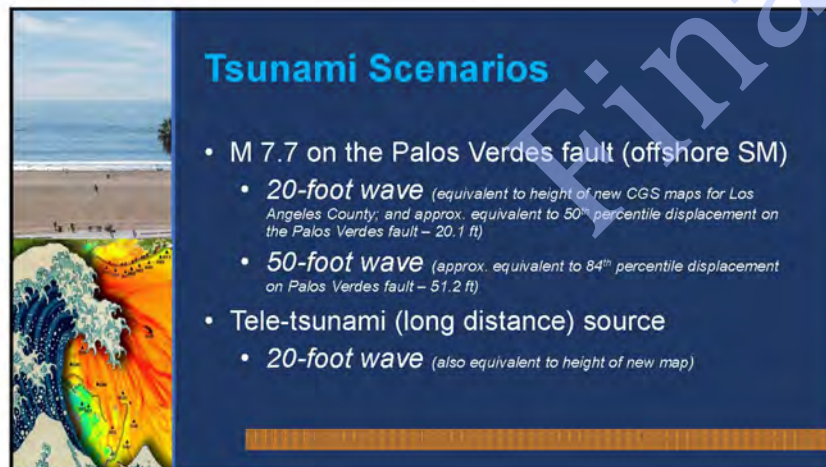 Tsunami Scenarios
• M 7.7 on the Palos Verdes fault (offshore SM)
• 20-foot wave (equivalent to height of new CGS maps for Los
Angeles County; and approx. equivalent to 50th percentile displacement on
the Palos Verdes fault – 20.1 ft)
• 50-foot wave (approx. equivalent to 84th percentile displacement
on Palos Verdes fault – 51.2 ft)
• Tele-tsunami (long distance) source
• 20-foot wave (also equivalent to height of new map)
Fina